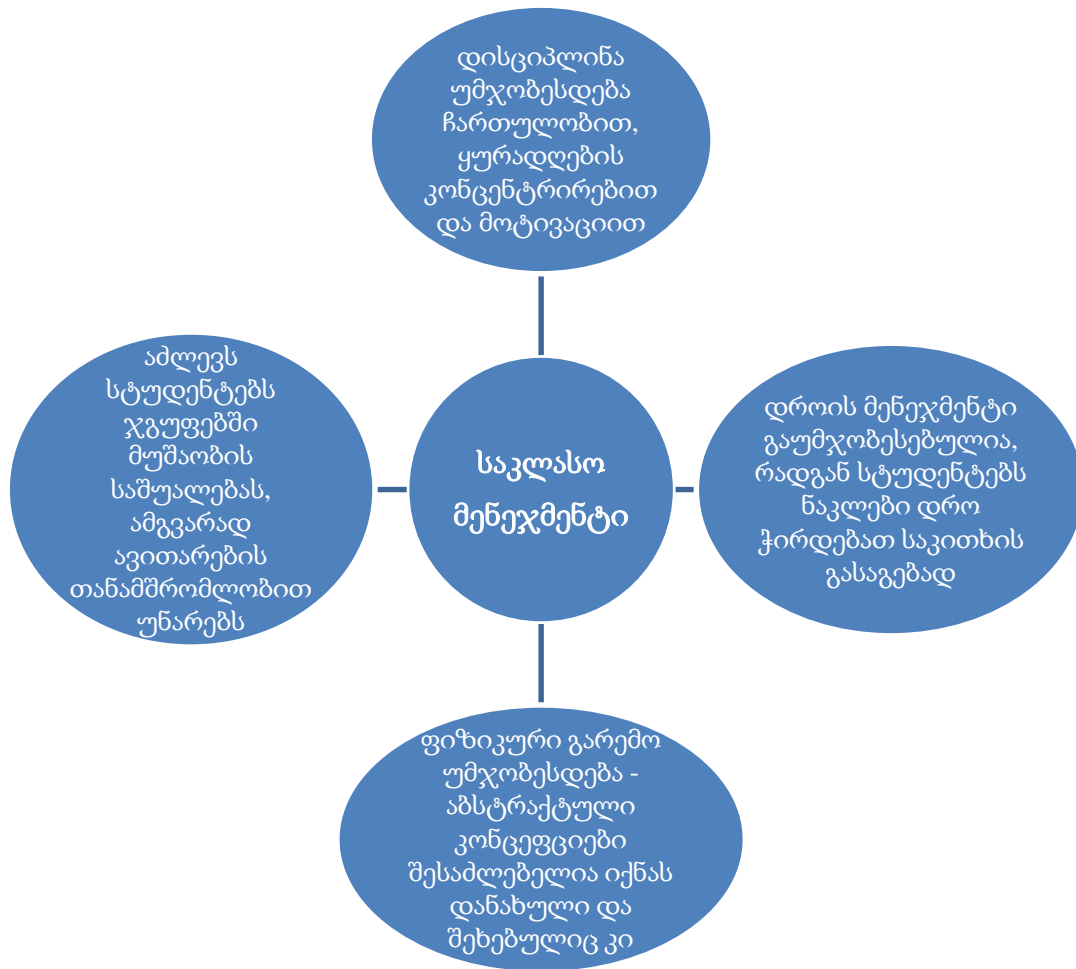 დისციპლინა
უმჯობესდება
ჩართულობით,
ყურადღების
კონცენტრირებით
და მოტივაციით
აძლევს
სტუდენტებს
ჯგუფებში
მუშაობის
საშუალებას,
ამგვარად
ავითარების
თანამშრომლობით
უნარებს
საკლასო
მენეჯმენტი
დროის მენეჯმენტი
გაუმჯობესებულია,
რადგან სტუდენტებს
ნაკლები დრო
ჭირდებათ საკითხის
გასაგებად
ფიზიკური გარემო
უმჯობესდება -
აბსტრაქტული
კონცეფციები
შესაძლებელია იქნას
დანახული და
შეხებულიც კი